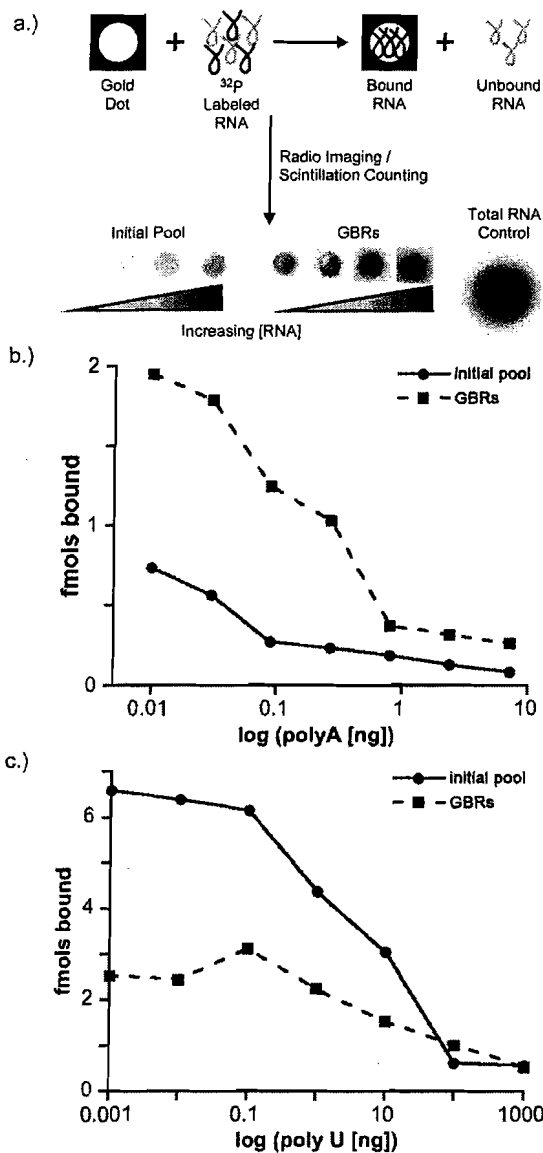 a.)
Gold
Dot
+
32P
Labeled
RNA
Bound
RNA
+
Unbound
RNA
Radio Imaging /
Scintillation Counting
Initial Pool
GBRs
Total RNA
Control
Increasing [RNA]
b.)
2
1
0
fmols bound
initial pool
GBRs
0.01
0.1
1
10
log (polyA [ng])
c.)
6
4
2
0
fmols bound
initial pool
GBRs
0.001
0.1
10
1000
log (poly U [ng])